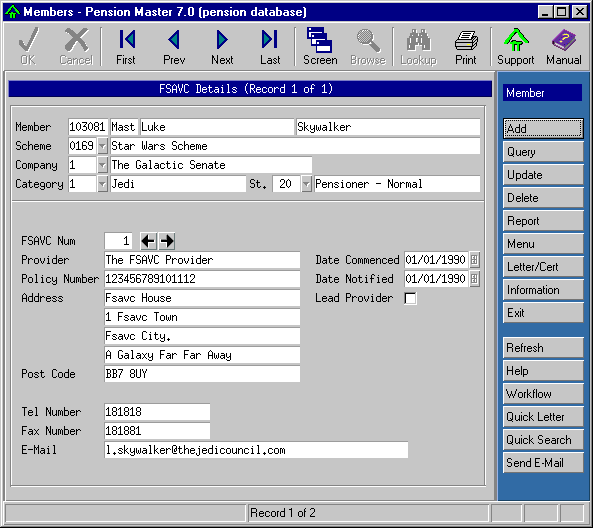 Members - Pension Master 7.0 (pension database)
OK Cancel First Prev Next Last Screen Browse Lookup Print Support Manual
FSAVC Details (Record 1 of 1)
Member 103081 Mast Luke Skywalker
Scheme 0169 Star Wars Scheme
Company 1 The Galactic Senate
Category 1 Jedi St. 20 Pensioner - Normal
FSAVC Num 1
Provider The FSAVC Provider Date Commenced 01/01/1990
Policy Number 123456789101112 Date Notified 01/01/1990
Address Fsavc House Lead Provider
1 Fsavc Town
Fsavc City.
A Galaxy Far Far Away
Post Code BB7 8UY
Tel Number 181818
Fax Number 181881
E-Mail l.skywalker@thejedicouncil.com
Member
Add
Query
Update
Delete
Report
Menu
Letter/Cert
Information
Exit
Refresh
Help
Workflow
Quick Letter
Quick Search
Send E-Mail
Record 1 of 2